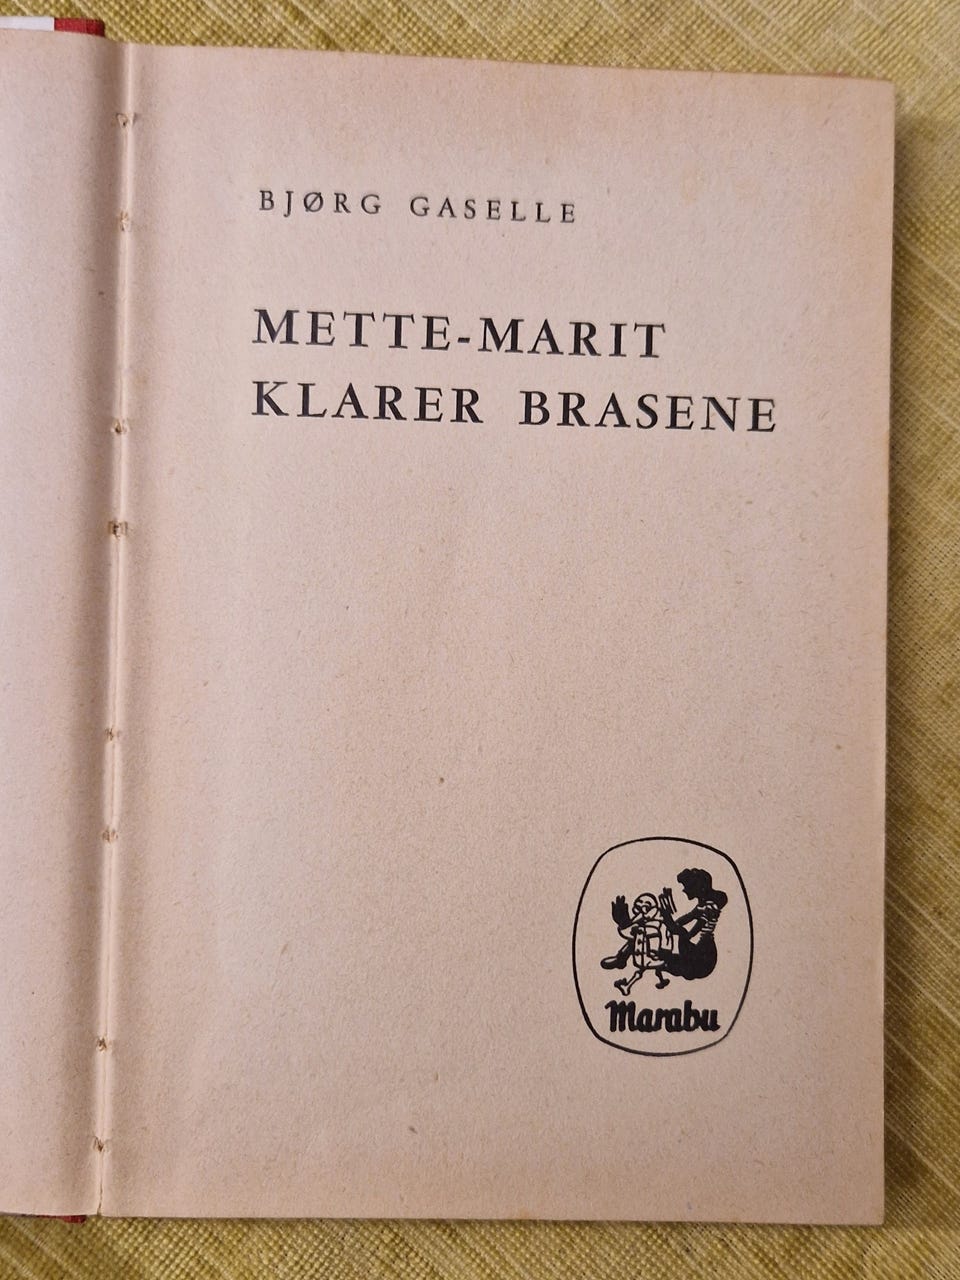 BJØRG GASELLE
METTE-MARIT
KLARER BRASENE
Marabu